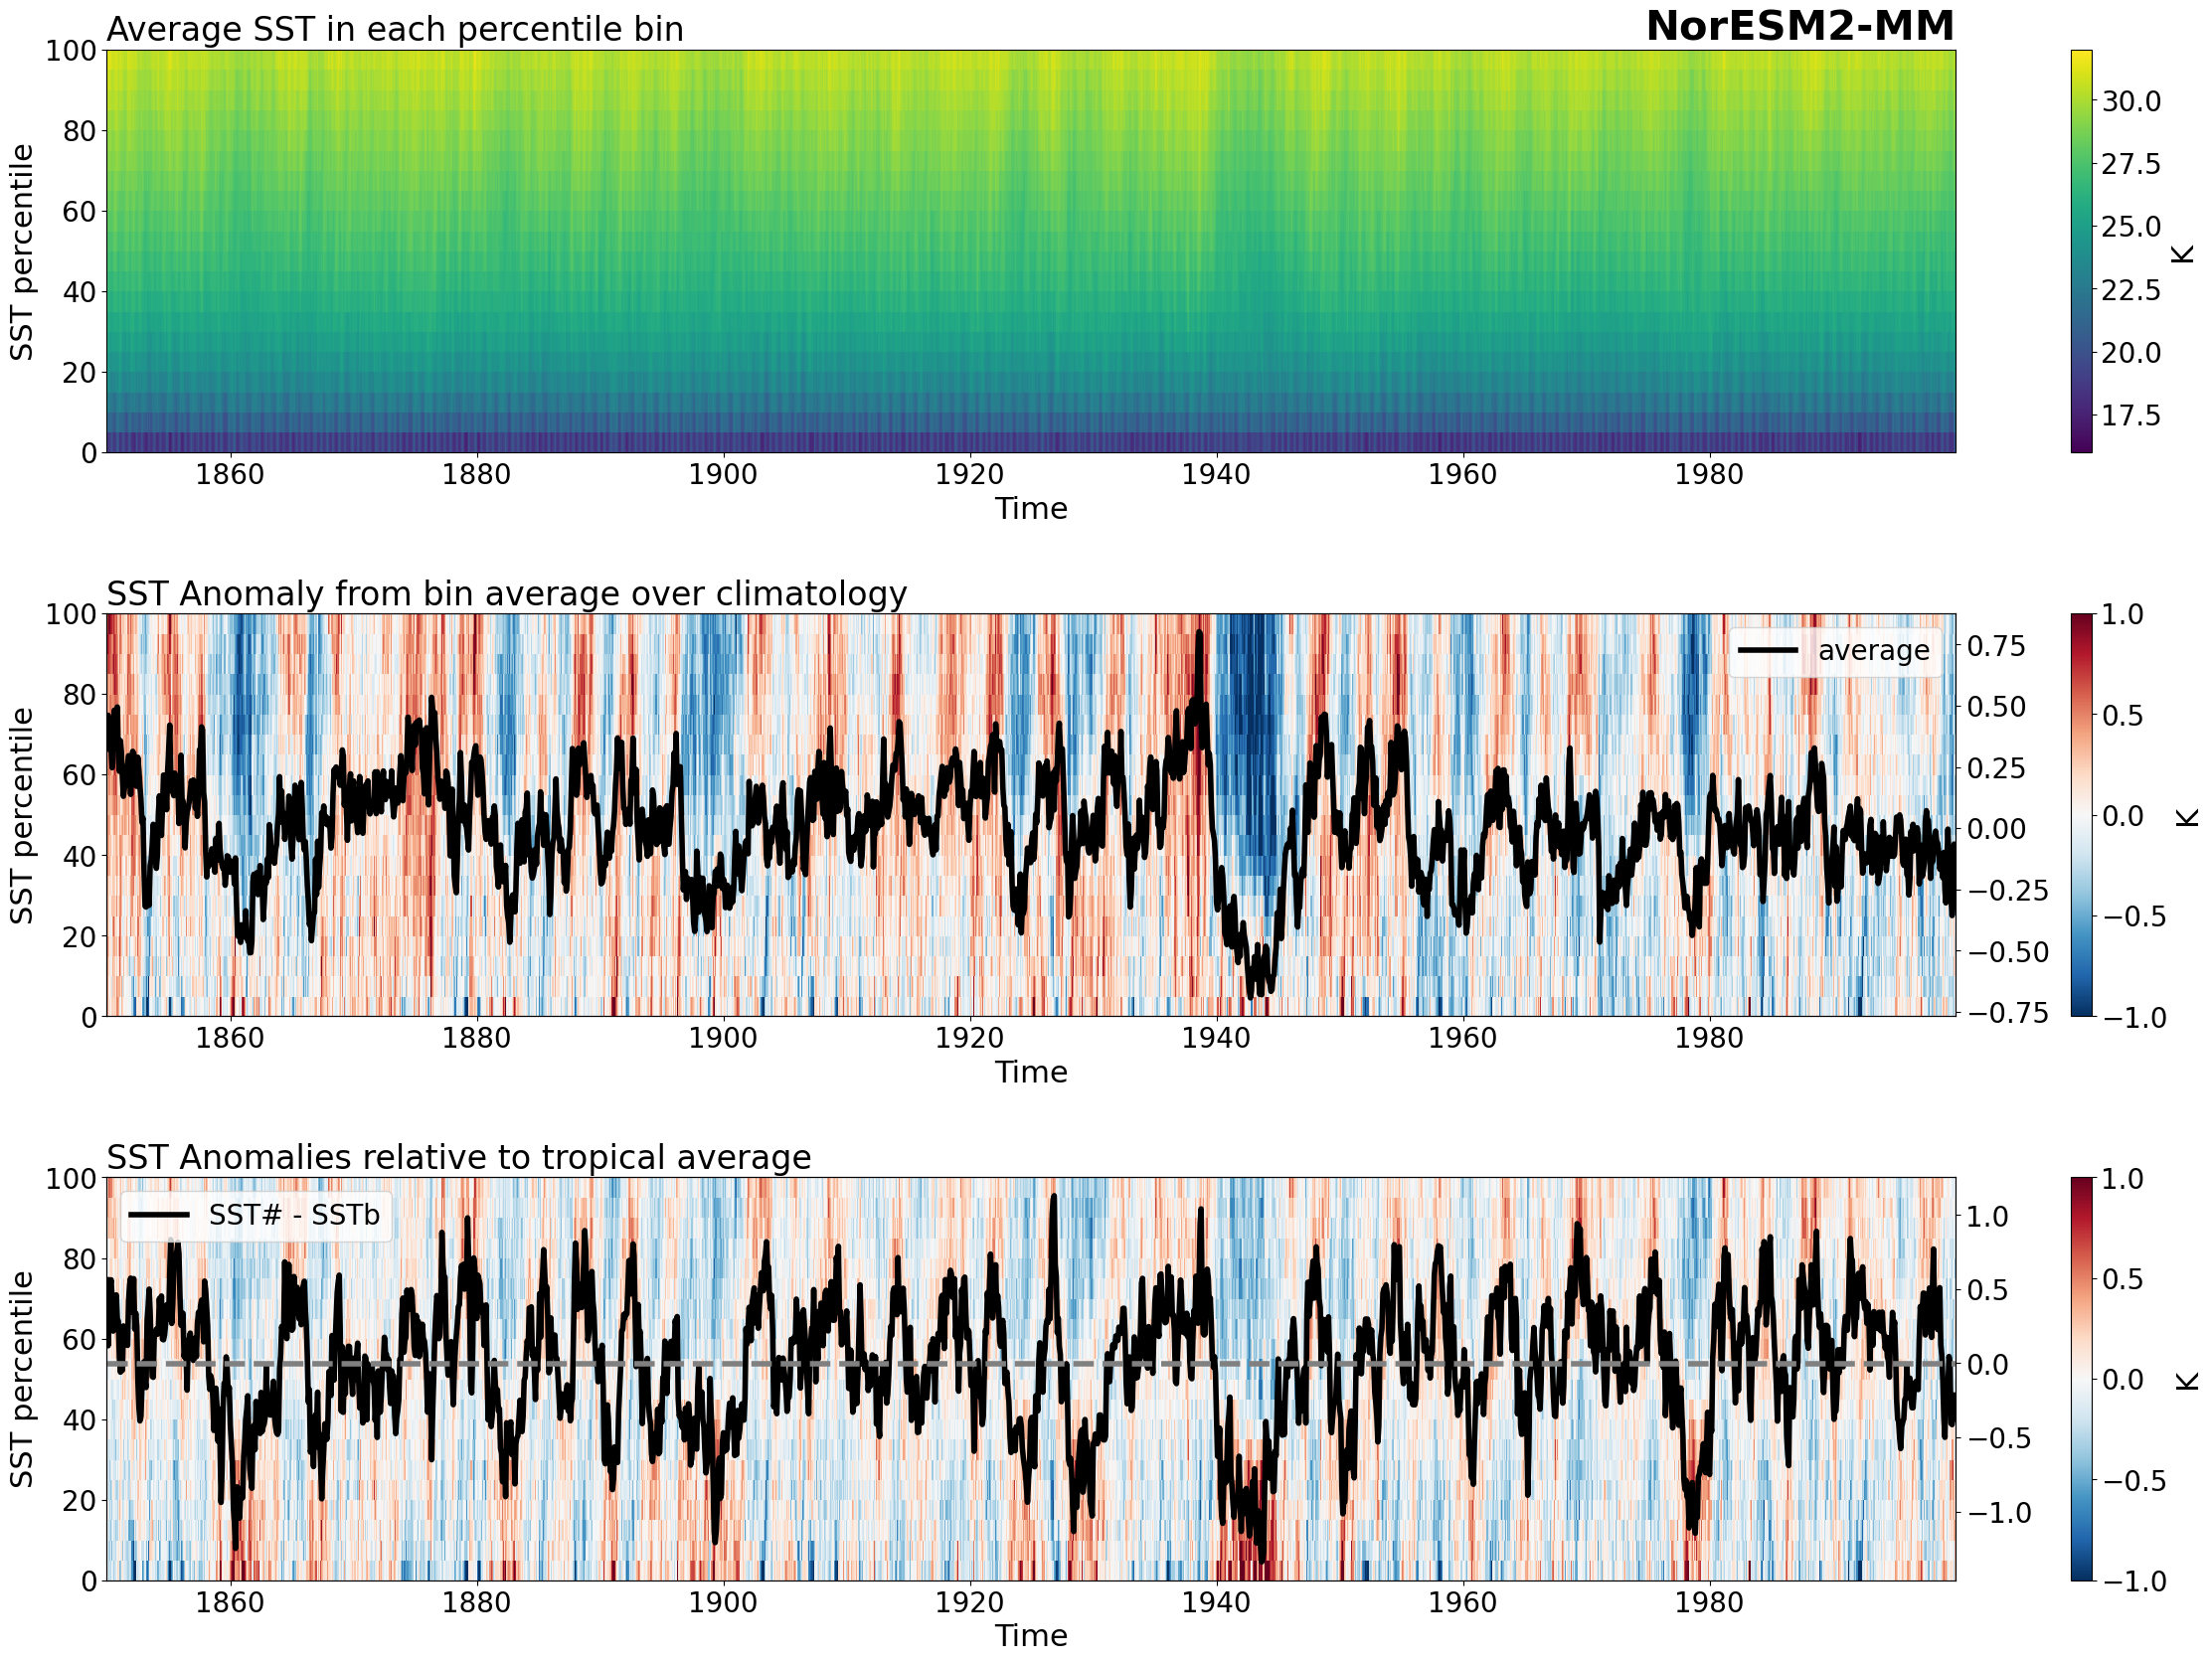 Average SST in each percentile bin
NorESM2-MM
100
80
60
40
20
0
SST percentile
1860 1880 1900 1920 1940 1960 1980
Time
30.0
27.5
25.0
22.5
20.0
17.5
K
SST Anomaly from bin average over climatology
100
80
60
40
20
0
SST percentile
average
1860 1880 1900 1920 1940 1960 1980
Time
0.75
0.50
0.25
0.00
−0.25
−0.50
−0.75
1.0
0.5
0.0
−0.5
−1.0
K
SST Anomalies relative to tropical average
100
80
60
40
20
0
SST percentile
SST# - SSTb
1860 1880 1900 1920 1940 1960 1980
Time
1.0
0.5
0.0
−0.5
−1.0
1.0
0.5
0.0
−0.5
−1.0
K